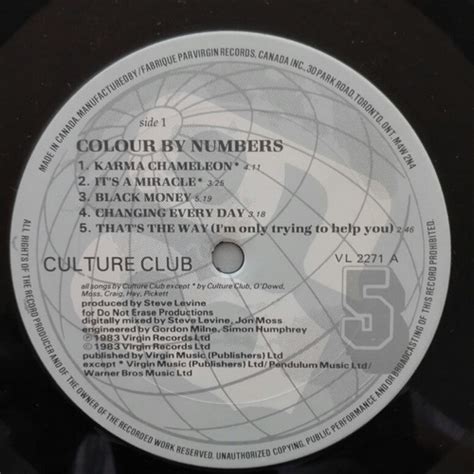 MADE IN CANADA. MANUFACTURED BY/FABRIQUE PAR VIRGIN RECORDS, CANADA INC., 30 PARK ROAD, TORONTO, ONT. M4W 2N4
side 1
COLOUR BY NUMBERS
1. KARMA CHAMELEON* 4.11
2. IT'S A MIRACLE* 3.25
3. BLACK MONEY 5.19
4. CHANGING EVERY DAY 3.18
5. THAT'S THE WAY (I'm only trying to help you) 2.46
CULTURE CLUB
VL 2271 A
5
all songs by Culture Club except * by Culture Club, O'Dowd,
Moss, Craig, Hay, Pickett
produced by Steve Levine
for Do Not Erase Productions
digitally mixed by Steve Levine, Jon Moss
engineered by Gordon Milne, Simon Humphrey
℗ 1983 Virgin Records Ltd
© 1983 Virgin Records Ltd
published by Virgin Music (Publishers) Ltd
except * Virgin Music (Publishers) Ltd/Pendulum Music Ltd/
Warner Bros Music Ltd
ALL RIGHTS OF THE RECORD PRODUCER AND OF THE OWNER OF THE RECORDED WORK RESERVED. UNAUTHORIZED COPYING, PUBLIC PERFORMANCE AND/OR BROADCASTING OF THIS RECORD PROHIBITED.